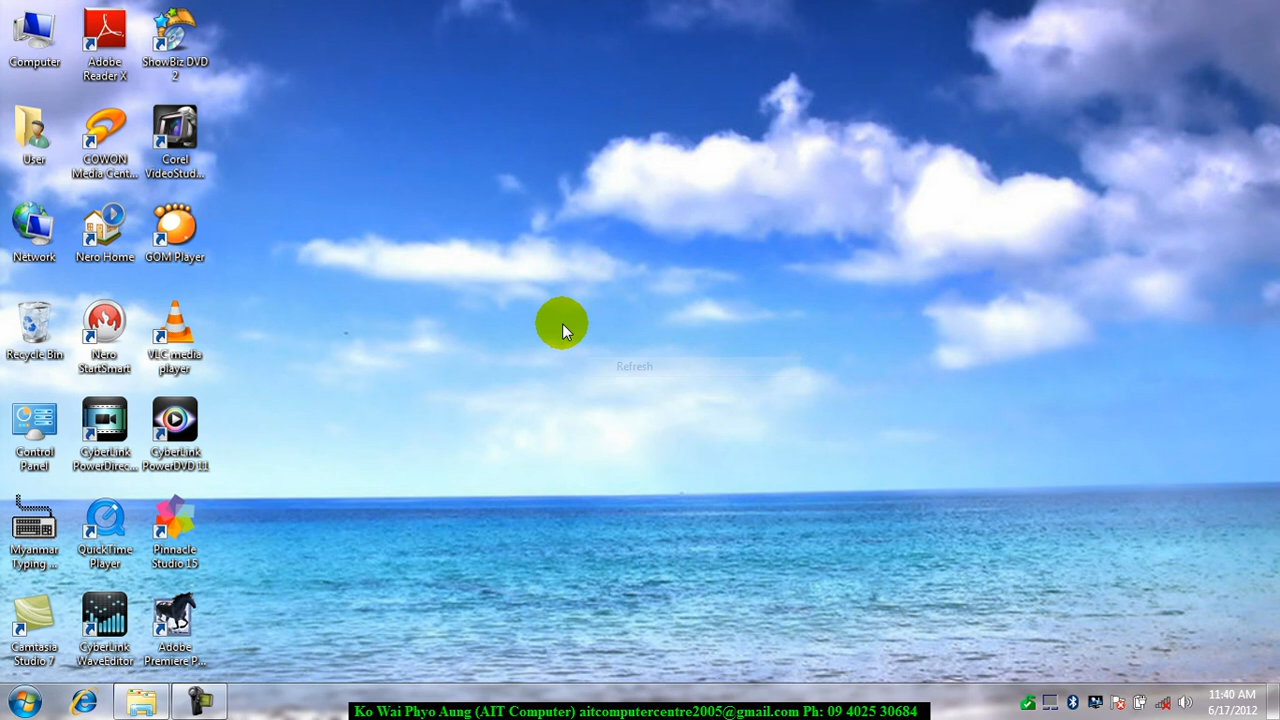 Computer
Adobe
Reader X
ShowBiz DVD
2
User
COWON
Media Cent...
Corel
VideoStud...
Network
Nero Home
GOM Player
Recycle Bin
Nero
StartSmart
VLC media
player
Refresh
Control
Panel
CyberLink
PowerDirec...
CyberLink
PowerDVD 11
Myanmar
Typing ...
QuickTime
Player
Pinnacle
Studio 15
Camtasia
Studio 7
CyberLink
WaveEditor
Adobe
Premiere P...
Ko Wai Phyo Aung (AIT Computer) aitcomputercentre2005@gmail.com Ph: 09 4025 30684
11:40 AM
6/17/2012